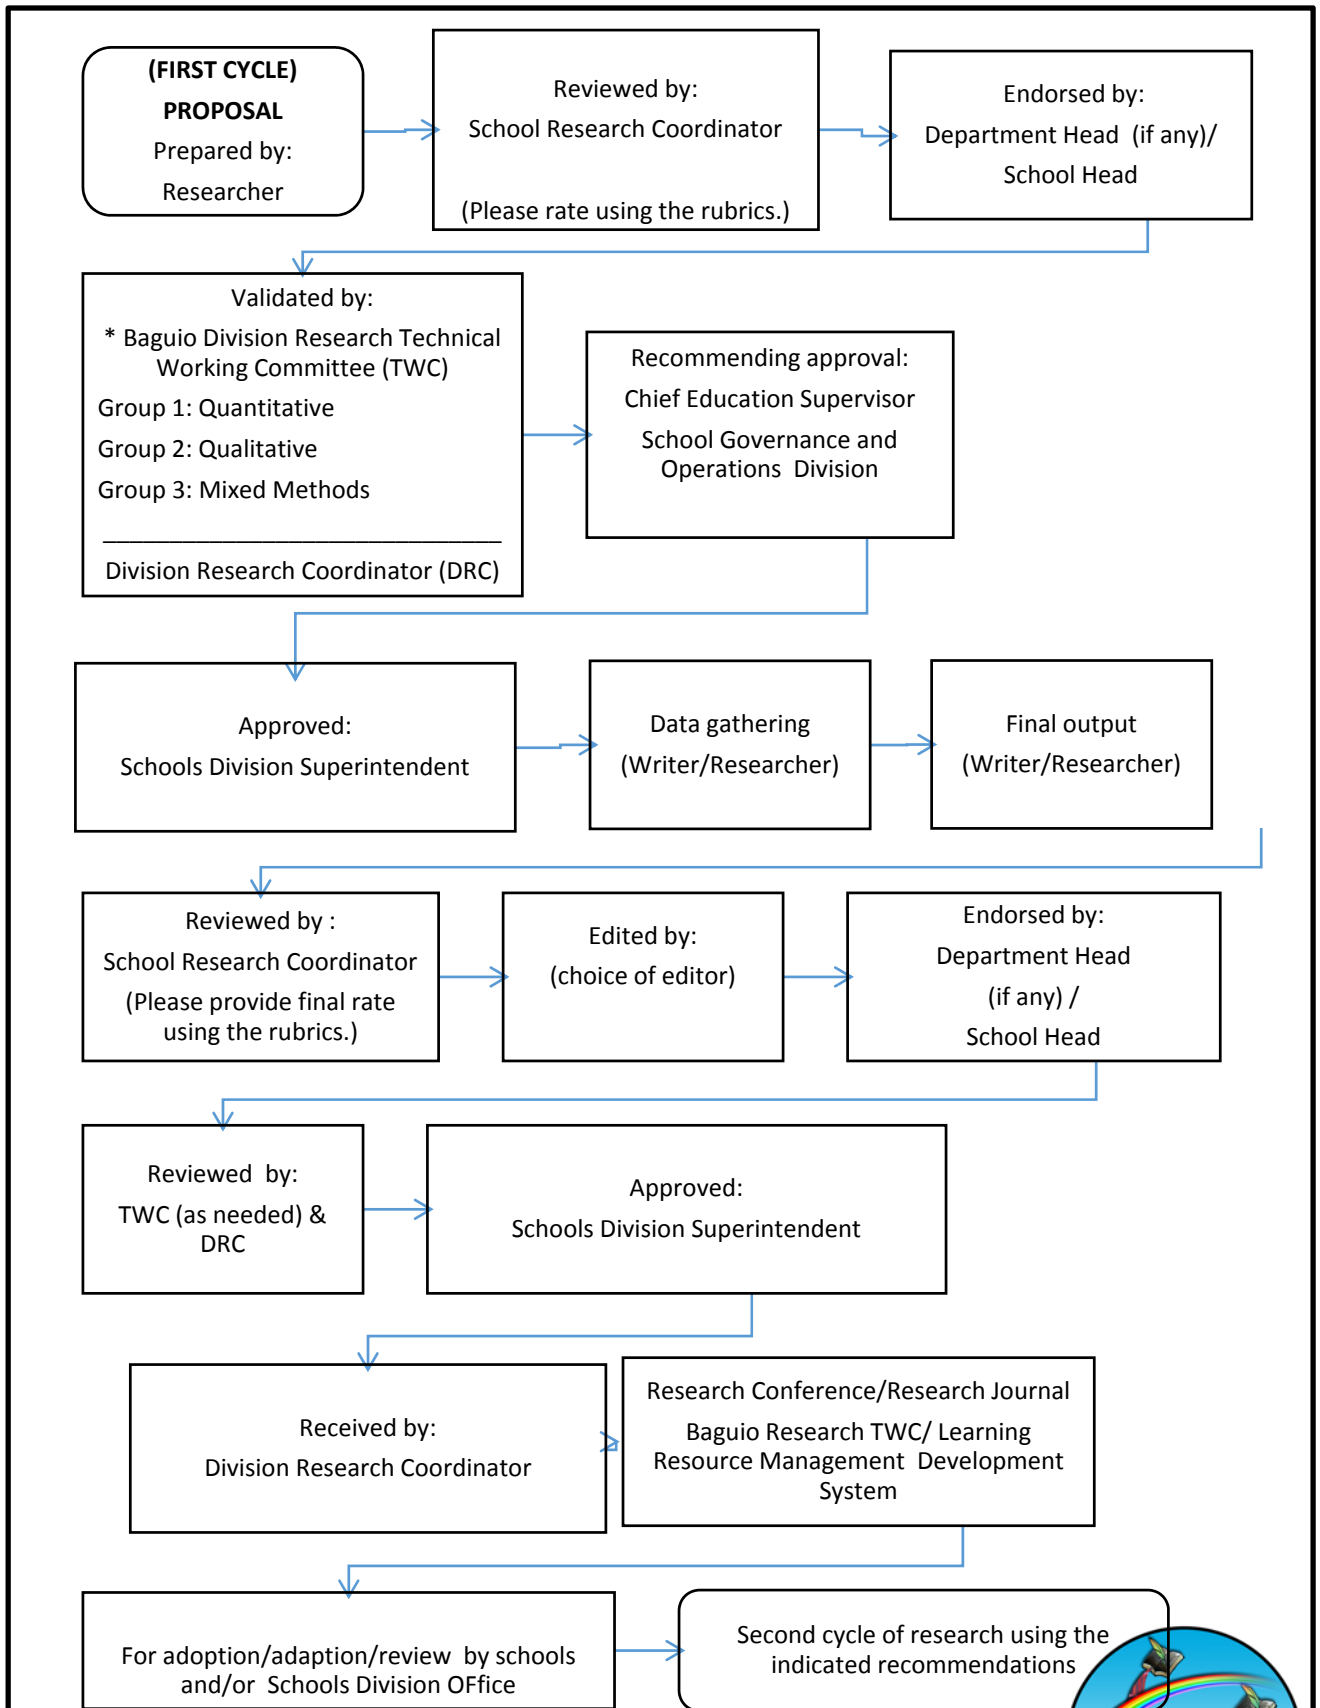 (FIRST CYCLE)
PROPOSAL
Prepared by:
Researcher
Reviewed by:
School Research Coordinator
(Please rate using the rubrics.)
Endorsed by:
Department Head (if any)/
School Head
Validated by:
* Baguio Division Research Technical
Working Committee (TWC)
Group 1: Quantitative
Group 2: Qualitative
Group 3: Mixed Methods
Division Research Coordinator (DRC)
Recommending approval:
Chief Education Supervisor
School Governance and
Operations Division
Approved:
Schools Division Superintendent
Data gathering
(Writer/Researcher)
Final output
(Writer/Researcher)
Reviewed by :
School Research Coordinator
(Please provide final rate
using the rubrics.)
Edited by:
(choice of editor)
Endorsed by:
Department Head
(if any) /
School Head
Reviewed by:
TWC (as needed) &
DRC
Approved:
Schools Division Superintendent
Received by:
Division Research Coordinator
Research Conference/Research Journal
Baguio Research TWC/ Learning
Resource Management Development
System
For adoption/adaption/review by schools
and/or Schools Division OFfice
Second cycle of research using the
indicated recommendations